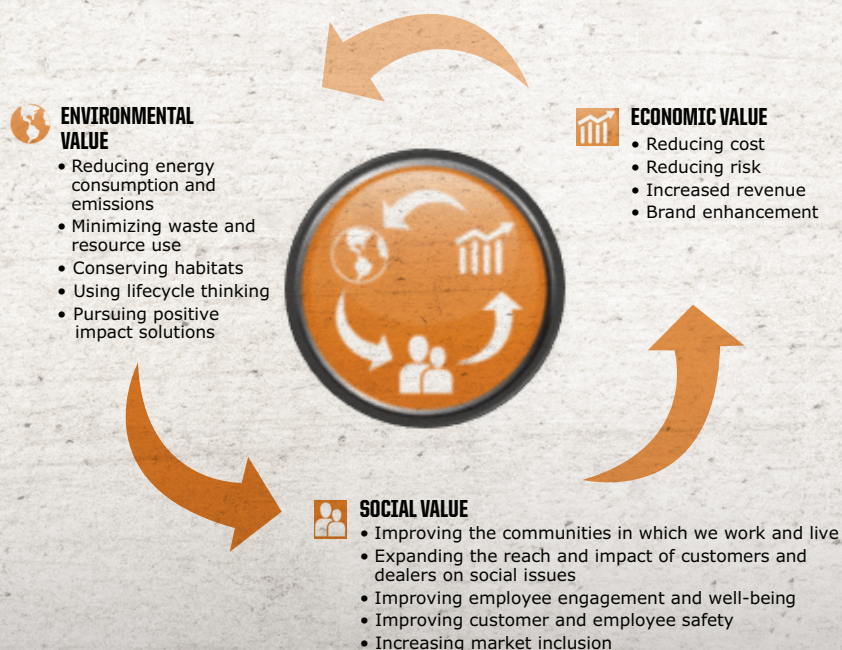 ENVIRONMENTAL
VALUE
• Reducing energy
consumption and
emissions
• Minimizing waste and
resource use
• Conserving habitats
• Using lifecycle thinking
• Pursuing positive
impact solutions
ECONOMIC VALUE
• Reducing cost
• Reducing risk
• Increased revenue
• Brand enhancement
SOCIAL VALUE
• Improving the communities in which we work and live
• Expanding the reach and impact of customers and
dealers on social issues
• Improving employee engagement and well-being
• Improving customer and employee safety
• Increasing market inclusion